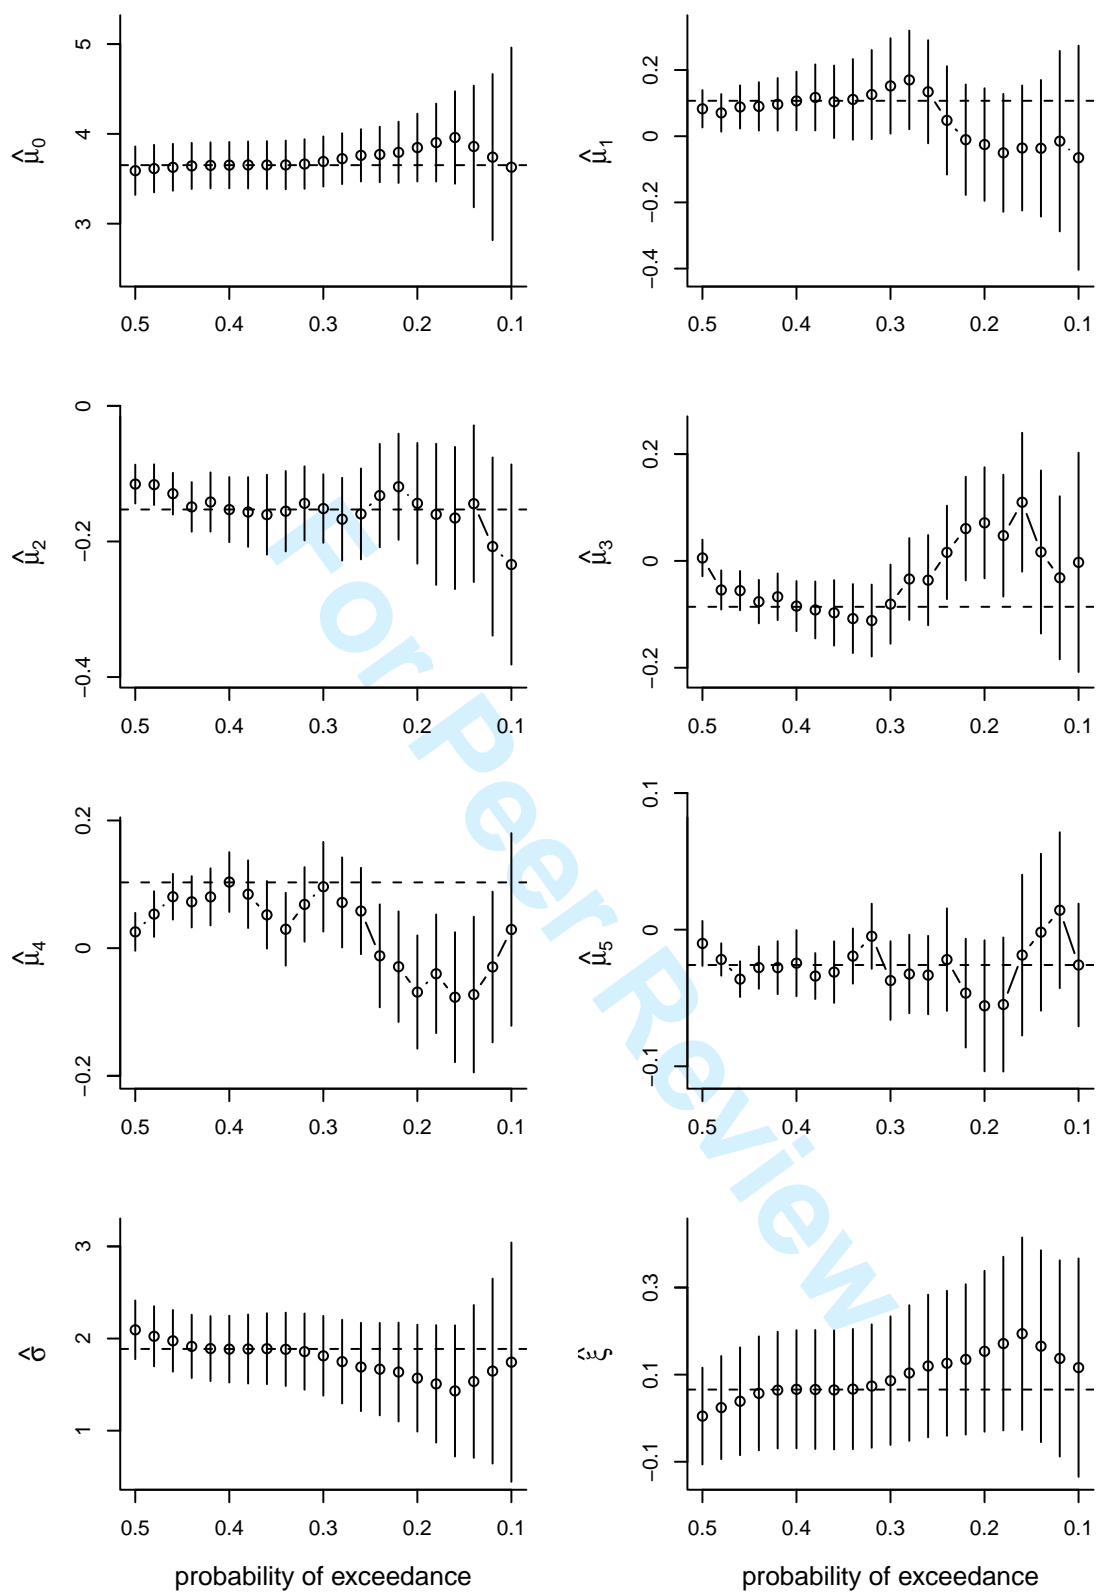 5
4
3
μ̂0
0.5 0.4 0.3 0.2 0.1
0.2
0
−0.2
−0.4
μ̂1
0.5 0.4 0.3 0.2 0.1
0
−0.2
−0.4
μ̂2
0.5 0.4 0.3 0.2 0.1
0.2
0
−0.2
μ̂3
0.5 0.4 0.3 0.2 0.1
0.2
0
−0.2
μ̂4
0.5 0.4 0.3 0.2 0.1
0.1
0
−0.1
μ̂5
0.5 0.4 0.3 0.2 0.1
3
2
1
σ̂
0.5 0.4 0.3 0.2 0.1
probability of exceedance
0.3
0.1
−0.1
ξ̂
0.5 0.4 0.3 0.2 0.1
probability of exceedance
For Peer Review